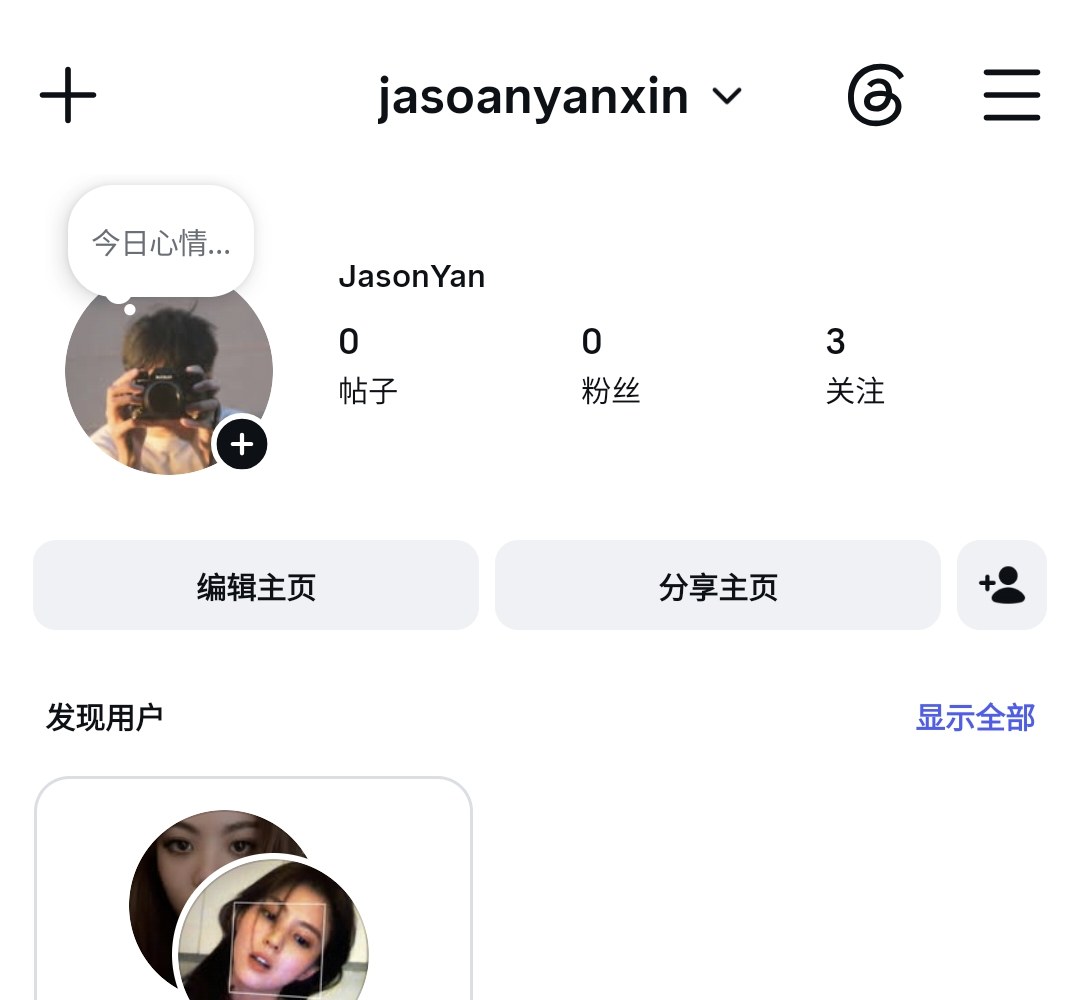 jasoanyanxin
今日心情...
JasonYan
0 0 3
帖子 粉丝 关注
编辑主页 分享主页
发现用户 显示全部